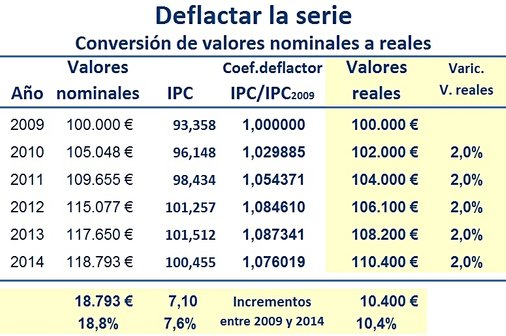 Deflactar la serie
Conversión de valores nominales a reales
Valores Coef.deflactor Valores Varic.
Año nominales IPC IPC/IPC2009 reales V. reales
2009 100.000 € 93,358 1,000000 100.000 €
2010 105.048 € 96,148 1,029885 102.000 € 2,0%
2011 109.655 € 98,434 1,054371 104.000 € 2,0%
2012 115.077 € 101,257 1,084610 106.100 € 2,0%
2013 117.650 € 101,512 1,087341 108.200 € 2,0%
2014 118.793 € 100,455 1,076019 110.400 € 2,0%
18.793 € 7,10 Incrementos 10.400 €
18,8% 7,6% entre 2009 y 2014 10,4%